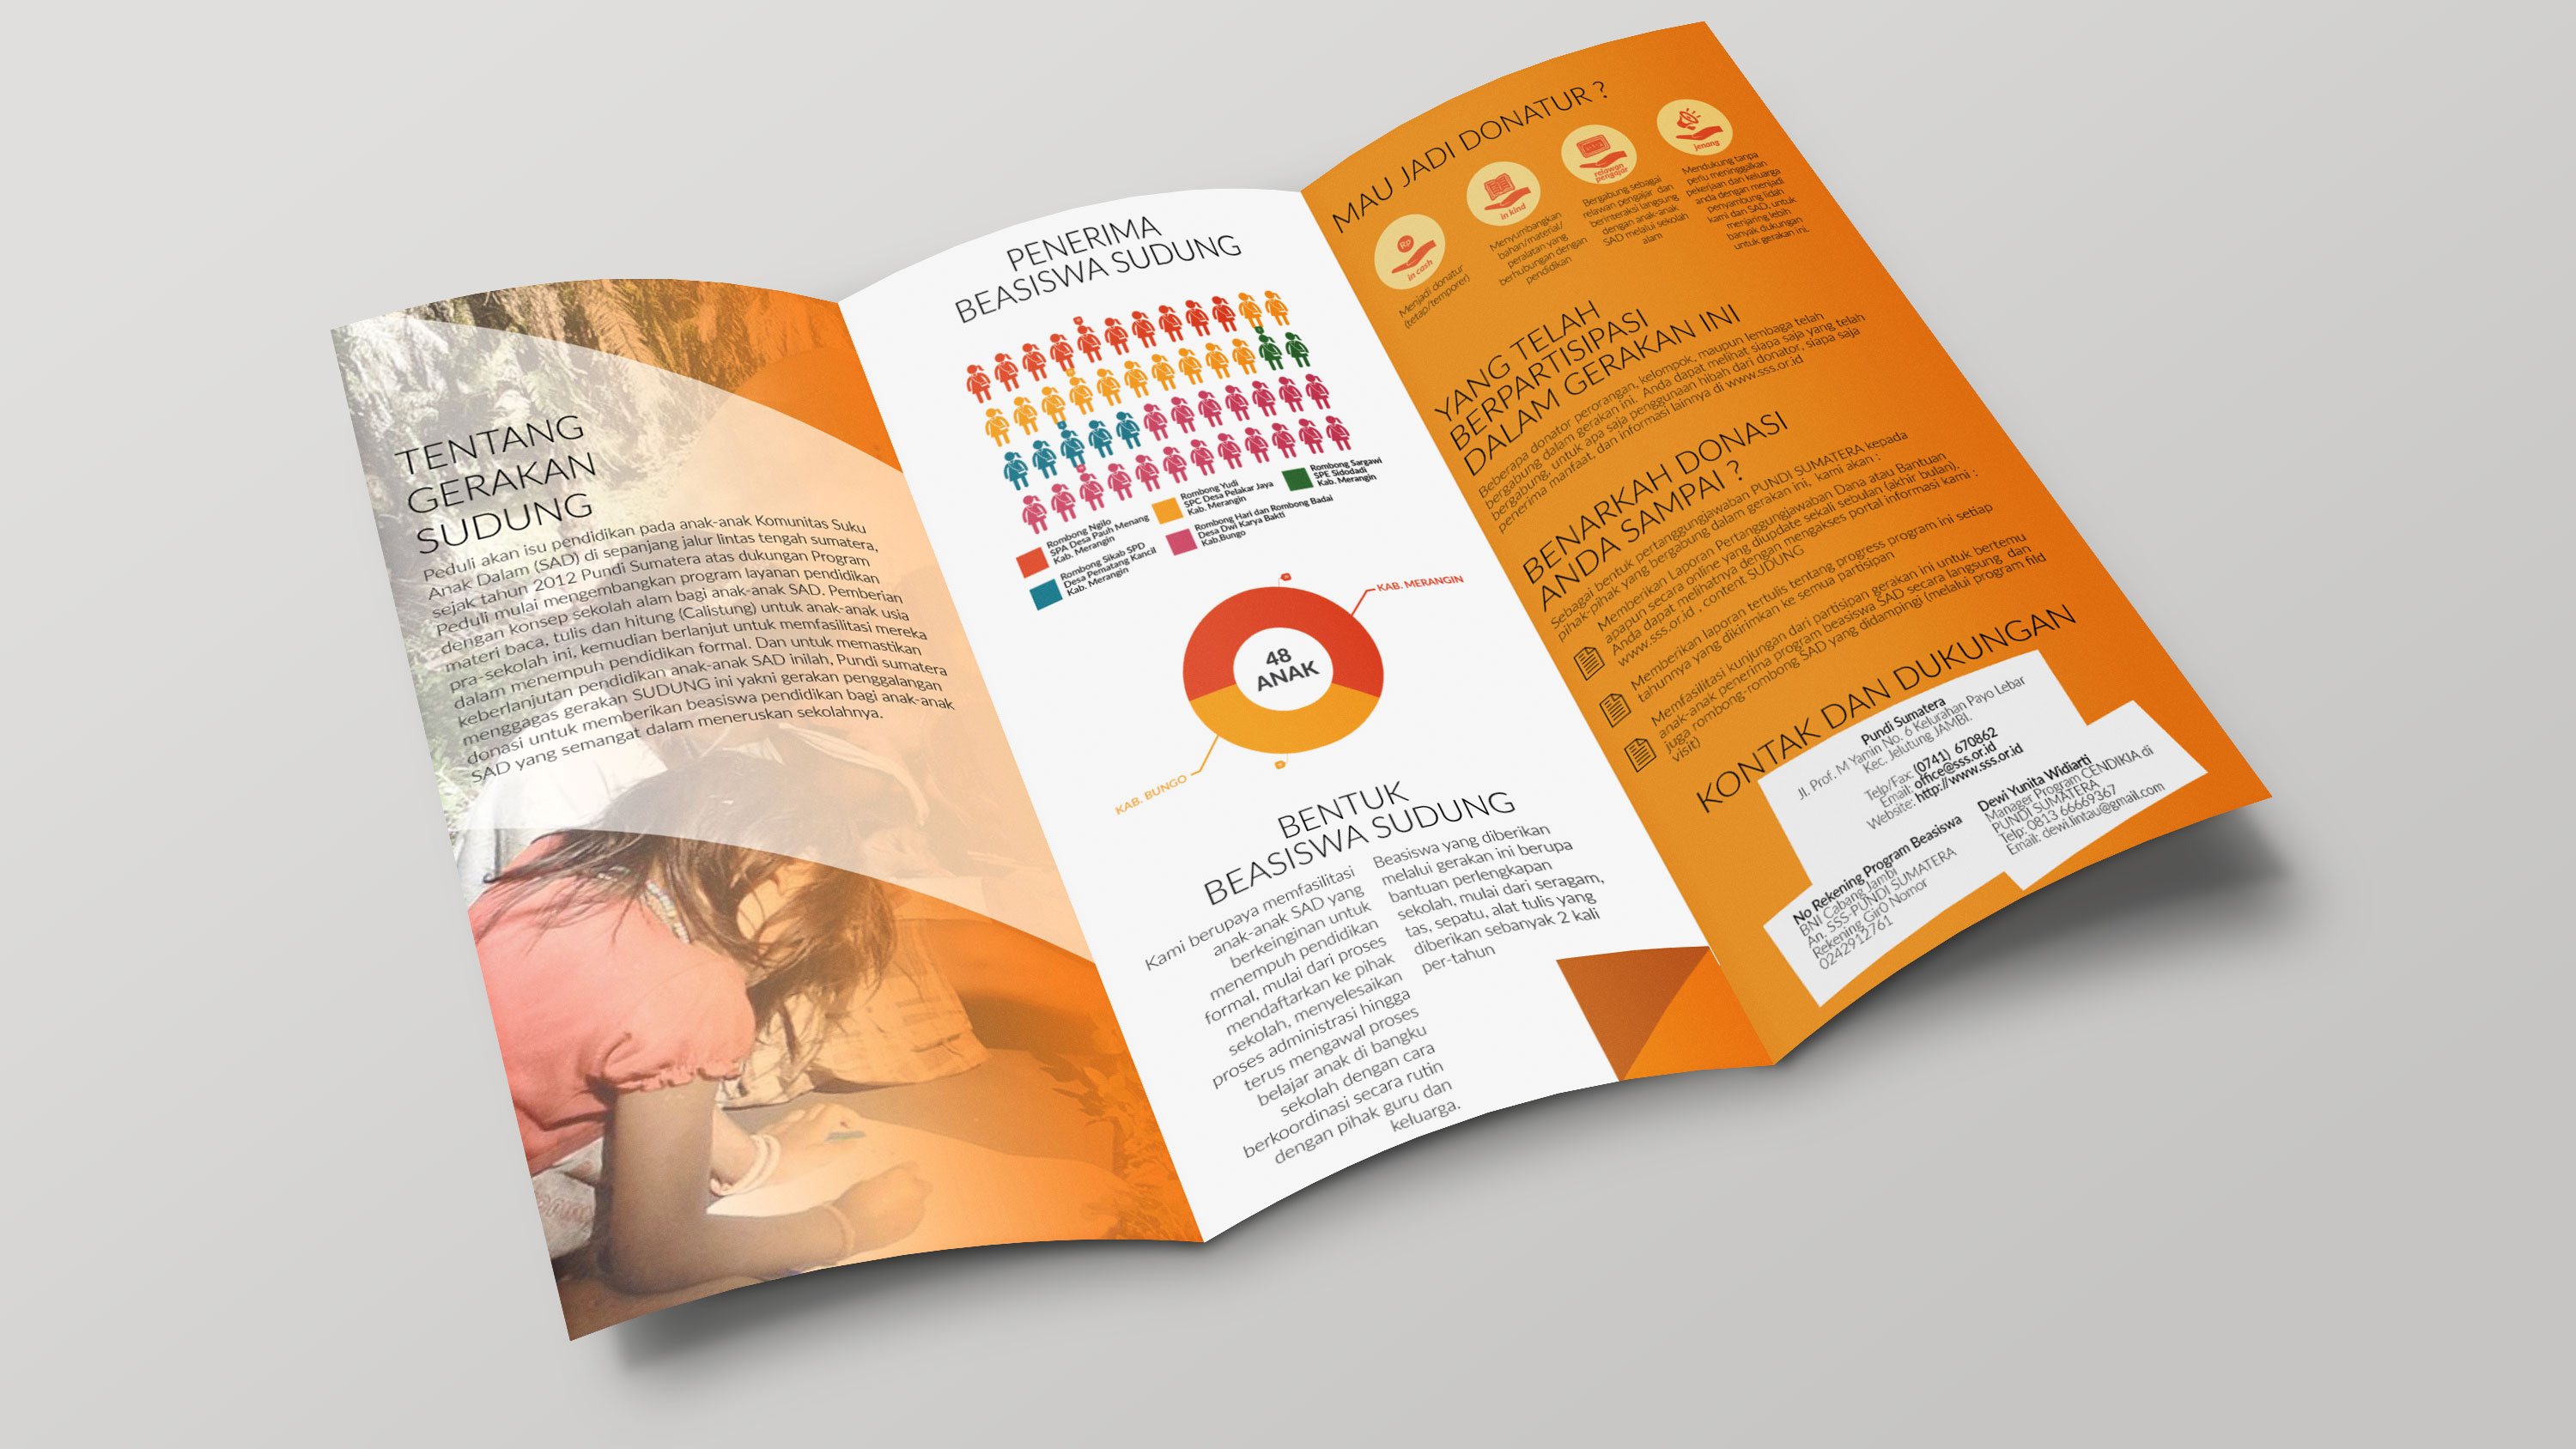 TENTANG
GERAKAN
SUDUNG
Peduli akan isu pendidikan pada anak-anak Komunitas Suku
Anak Dalam (SAD) di sepanjang jalur lintas tengah sumatera,
sejak tahun 2012 Pundi Sumatera atas dukungan Program
Peduli mulai mengembangkan program layanan pendidikan
dengan konsep sekolah alam bagi anak-anak SAD. Pemberian
materi baca, tulis dan hitung (Calistung) untuk anak-anak usia
pra-sekolah ini, kemudian berlanjut untuk memfasilitasi mereka
dalam menempuh pendidikan formal. Dan untuk memastikan
keberlanjutan pendidikan anak-anak SAD inilah, Pundi sumatera
menggagas gerakan SUDUNG ini yakni gerakan penggalangan
donasi untuk memberikan beasiswa pendidikan bagi anak-anak
SAD yang semangat dalam meneruskan sekolahnya.
PENERIMA
BEASISWA SUDUNG
Rombong Ngilo
SPA Desa Pauh Menang
Kab. Merangin
Rombong Yudi
SPC Desa Pelakar Jaya
Kab. Merangin
Rombong Sargawi
SPE Sidodadi
Kab. Merangin
Rombong Sikab SPD
Desa Pematang Kancil
Kab. Merangin
Rombong Hari dan Rombong Badai
Desa Dwi Karya Bakti
Kab.Bungo
KAB. MERANGIN
48
ANAK
KAB. BUNGO
BENTUK
BEASISWA SUDUNG
Kami berupaya memfasilitasi
anak-anak SAD yang
berkeinginan untuk
menempuh pendidikan
formal, mulai dari proses
mendaftarkan ke pihak
sekolah, menyelesaikan
proses administrasi hingga
terus mengawal proses
belajar anak di bangku
sekolah dengan cara
berkoordinasi secara rutin
dengan pihak guru dan
keluarga.
Beasiswa yang diberikan
melalui gerakan ini berupa
bantuan perlengkapan
sekolah, mulai dari seragam,
tas, sepatu, alat tulis yang
diberikan sebanyak 2 kali
per-tahun
MAU JADI DONATUR ?
Rp
in cash
Menjadi donatur
(tetap/temporer)
in kind
Menyumbangkan
bahan/material/
peralatan yang
berhubungan dengan
pendidikan
relawan
pengajar
Bergabung sebagai
relawan pengajar dan
berinteraksi langsung
dengan anak-anak
SAD melalui sekolah
alam
jenang
Mendukung tanpa
perlu meninggalkan
pekerjaan dan keluarga
anda dengan menjadi
penyambung lidah
kami dan SAD, untuk
menjaring lebih
banyak dukungan
untuk gerakan ini.
YANG TELAH
BERPARTISIPASI
DALAM GERAKAN INI
Beberapa donator perorangan, kelompok, maupun lembaga telah
bergabung dalam gerakan ini. Anda dapat melihat siapa saja yang telah
bergabung, untuk apa saja penggunaan hibah dari donator, siapa saja
penerima manfaat, dan informasi lainnya di www.sss.or.id
BENARKAH DONASI
ANDA SAMPAI ?
Sebagai bentuk pertanggungjawaban PUNDI SUMATERA kepada
pihak-pihak yang bergabung dalam gerakan ini, kami akan :
Memberikan Laporan Pertanggungjawaban Dana atau Bantuan
apapun secara online yang diupdate sekali sebulan (akhir bulan).
Anda dapat melihatnya dengan mengakses portal informasi kami :
www.sss.or.id . content SUDUNG
Memberikan laporan tertulis tentang progress program ini setiap
tahunnya yang dikirimkan ke semua partisipan
Memfasilitasi kunjungan dari partisipan gerakan ini untuk bertemu
anak-anak penerima program beasiswa SAD secara langsung, dan
juga rombong-rombong SAD yang didampingi (melalui program fild
visit)
KONTAK DAN DUKUNGAN
Pundi Sumatera
Jl. Prof. M Yamin No. 6 Kelurahan Payo Lebar
Kec. Jelutung JAMBI.
Telp/Fax: (0741) 670862
Email: office@sss.or.id
Website: http://www.sss.or.id
No Rekening Program Beasiswa
BNI Cabang Jambi
An. SSS-PUNDI SUMATERA
Rekening Gir0 Nomor
0242912761
Dewi Yunita Widiarti
Manager Program CENDIKIA di
PUNDI SUMATERA
Telp: 0813 66669367
Email: dewi.lintau@gmail.com